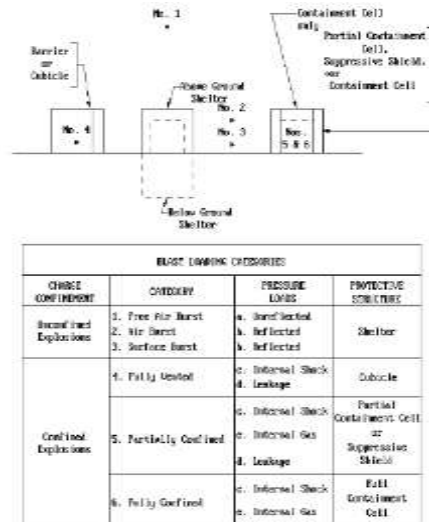 No. 1
Containment Cell
only
Partial Containment
Cell,
Suppressive Shield,
or
Containment Cell
Barrier
or
Cubicle
Above Ground
Shelter
No. 2
No. 3
No. 4
Nos.
5 & 6
Below Ground
Shelter
BLAST LOADING CATEGORIES
CHARGE
CONFINEMENT
CATEGORY
PRESSURE
LOADS
PROTECTIVE
STRUCTURE
Unconfined
Explosions
1. Free Air Burst
2. Air Burst
3. Surface Burst
a. Unreflected
b. Reflected
b. Reflected
Shelter
Confined
Explosions
4. Fully Vented
c. Internal Shock
d. Leakage
Cubicle
5. Partially Confined
c. Internal Shock
e. Internal Gas
d. Leakage
Partial
Containment Cell
or
Suppressive
Shield
6. Fully Confined
c. Internal Shock
e. Internal Gas
Full
Containment
Cell